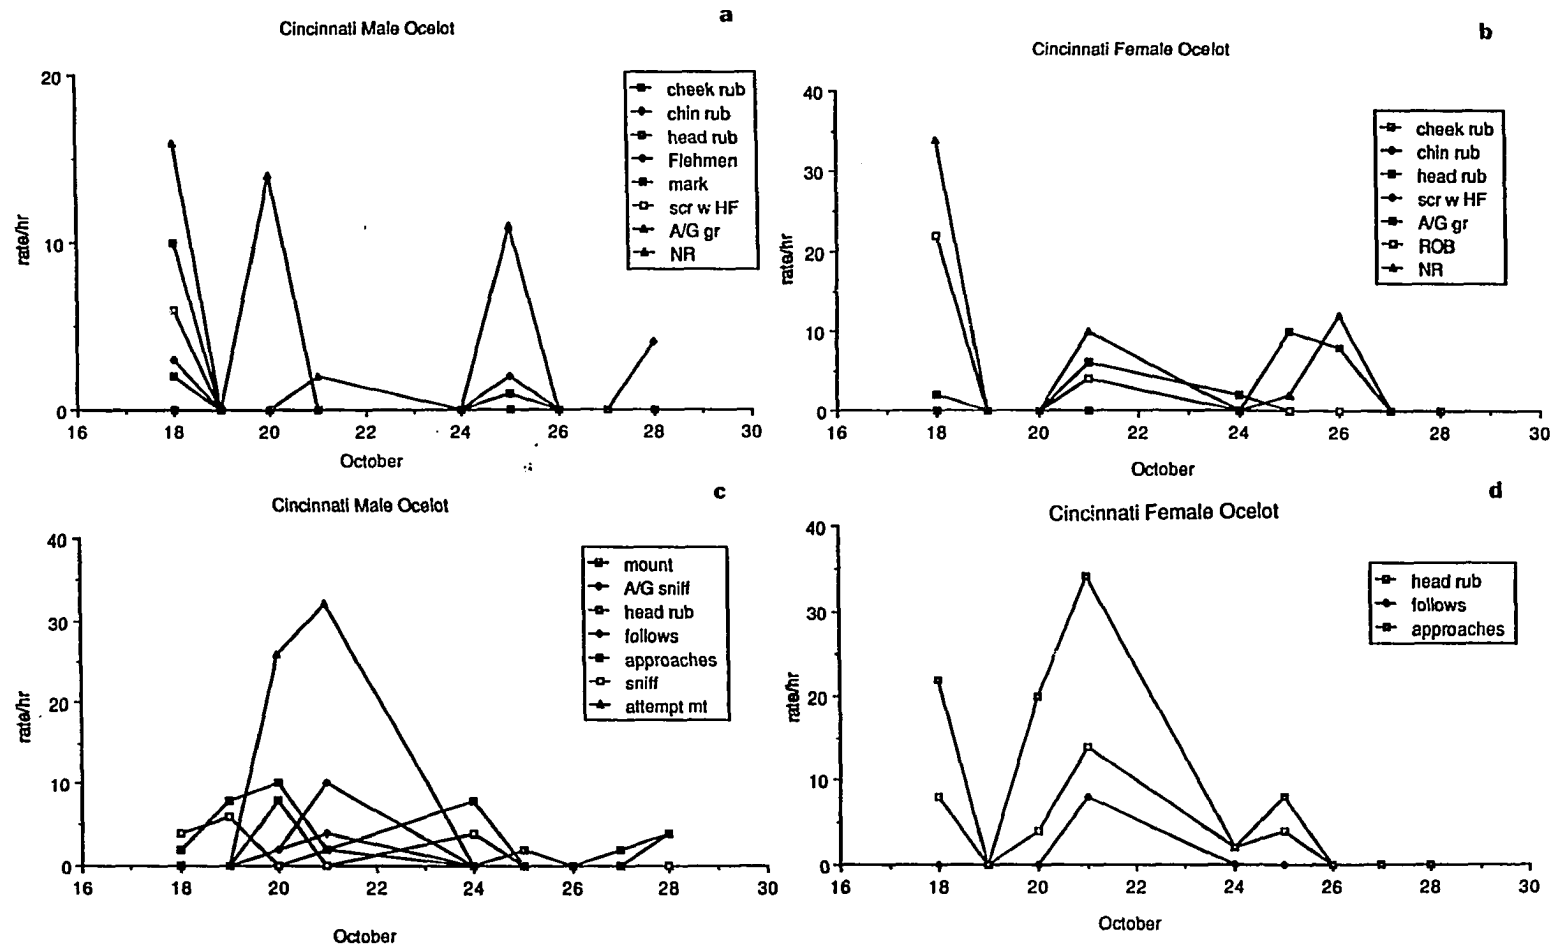 a
Cincinnati Male Ocelot
20
10
0
rate/hr
16 18 20 22 24 26 28 30
October
cheek rub
chin rub
head rub
Flehmen
mark
scr w HF
A/G gr
NR
b
Cincinnati Female Ocelot
40
30
20
10
0
rate/hr
16 18 20 22 24 26 28 30
October
cheek rub
chin rub
head rub
scr w HF
A/G gr
ROB
NR
c
Cincinnati Male Ocelot
40
30
20
10
0
rate/hr
16 18 20 22 24 26 28 30
October
mount
A/G sniff
head rub
follows
approaches
sniff
attempt mt
d
Cincinnati Female Ocelot
40
30
20
10
0
rate/hr
16 18 20 22 24 26 28 30
October
head rub
follows
approaches